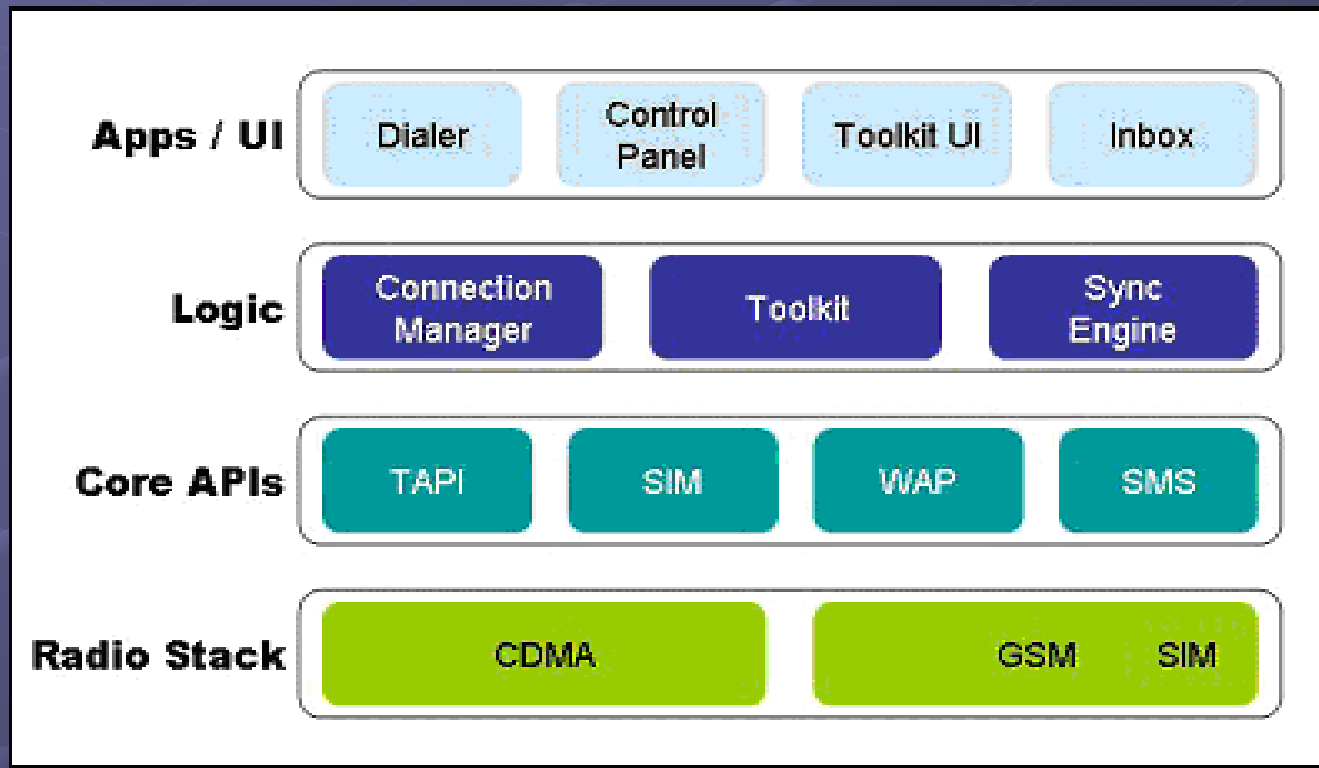 Apps / UI
Dialer
Control
Panel
Toolkit UI
Inbox
Logic
Connection
Manager
Toolkit
Sync
Engine
Core APIs
TAPI
SIM
WAP
SMS
Radio Stack
CDMA
GSM SIM